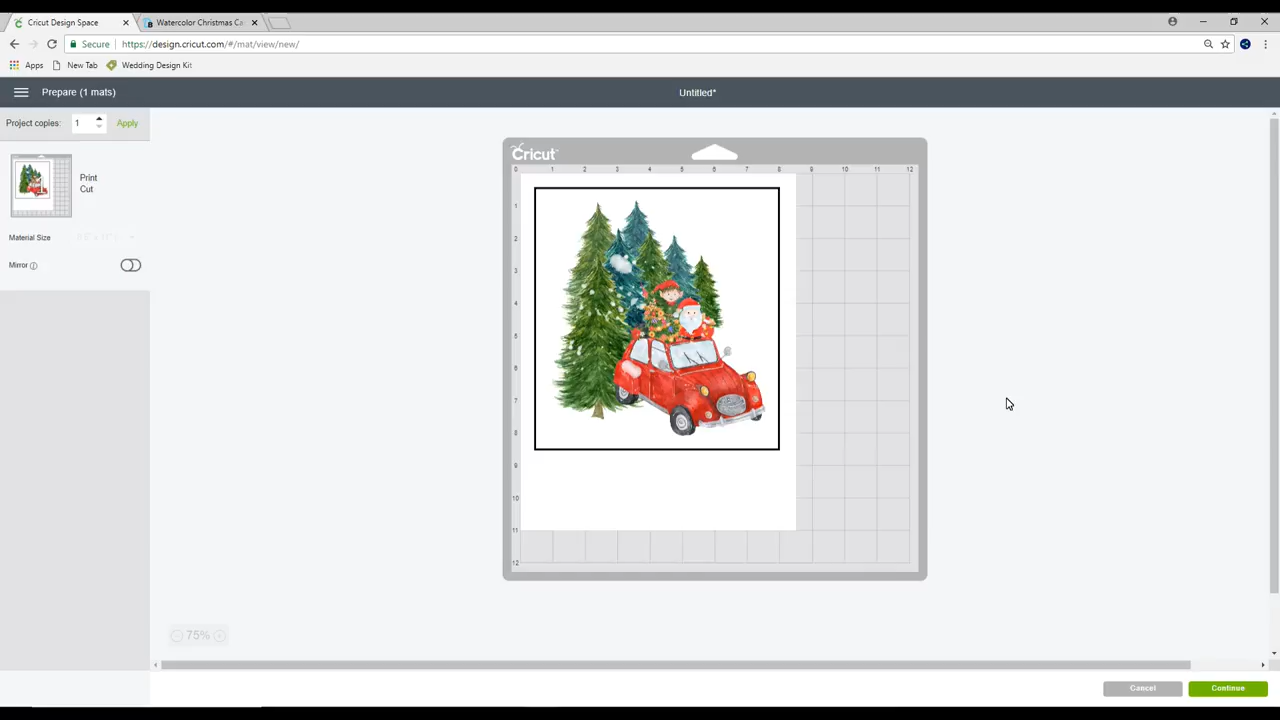 Cricut Design Space
Watercolor Christmas Ca
Secure
https://design.cricut.com/#/mat/view/new/
Apps
New Tab
Wedding Design Kit
Prepare (1 mats)
Untitled*
Project copies: 1 Apply
Print
Cut
Material Size
Mirror
Cricut
0 1 2 3 4 5 6 7 8 9 10 11 12
1
2
3
4
5
6
7
8
9
10
11
12
75%
Cancel
Continue